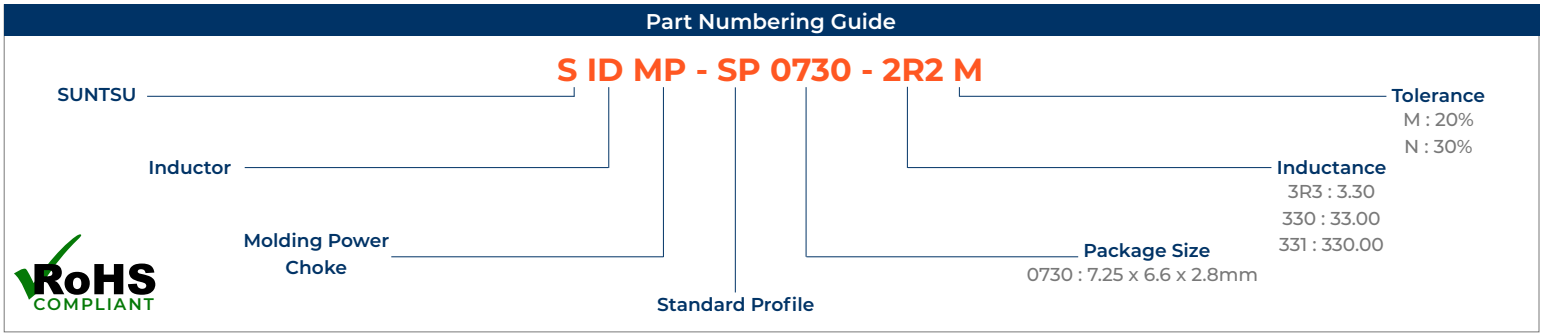 Part Numbering Guide
S ID MP - SP 0730 - 2R2 M
SUNTSU
Inductor
Molding Power
Choke
Standard Profile
Package Size
0730 : 7.25 x 6.6 x 2.8mm
Inductance
3R3 : 3.30
330 : 33.00
331 : 330.00
Tolerance
M : 20%
N : 30%
RoHS
COMPLIANT